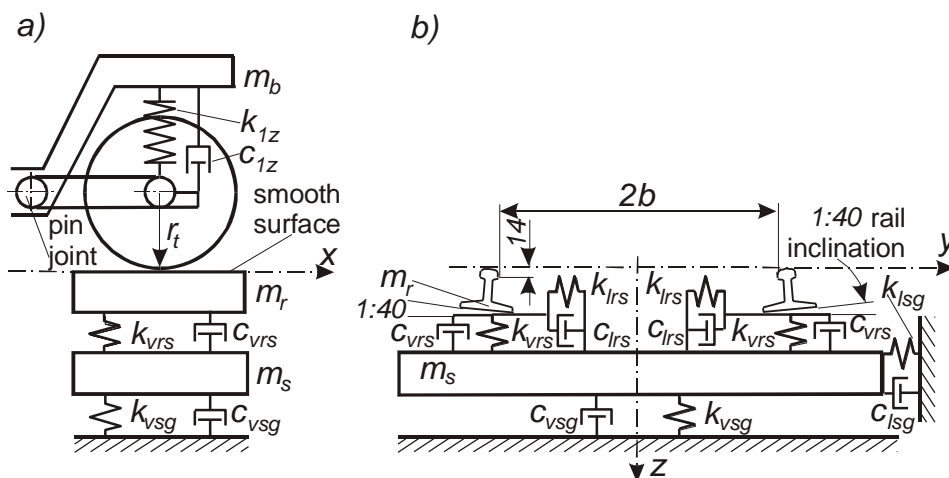 a)
m_b
k_1z
c_1z
smooth
surface
pin
joint
r_t
x
m_r
k_vrs
c_vrs
m_s
k_vsg
c_vsg
b)
2b
14
1:40 rail
inclination
y
m_r
1:40
k_lrs
k_lsg
c_vrs
k_vrs
c_lrs
c_lrs
k_vrs
c_vrs
m_s
c_lsg
c_vsg
k_vsg
z